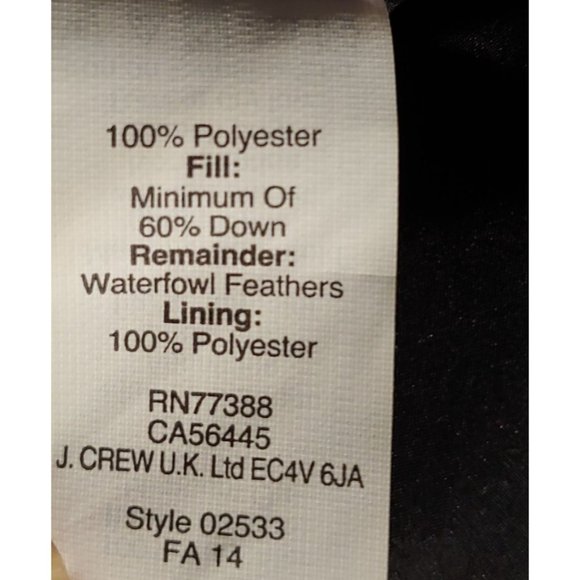 100% Polyester
Fill:
Minimum Of
60% Down
Remainder:
Waterfowl Feathers
Lining:
100% Polyester
RN77388
CA56445
J. CREW U.K. Ltd EC4V 6JA
Style 02533
FA 14